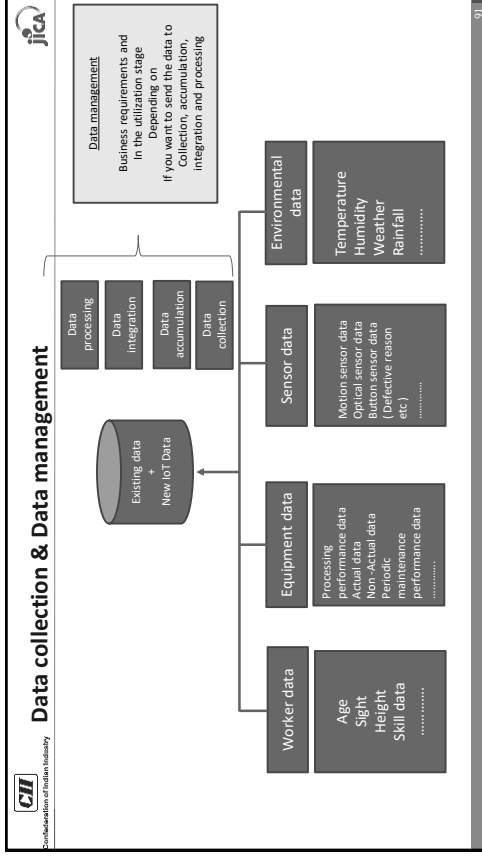 CII
Confederation of Indian Industry
Data collection & Data management
jicA
Existing data
+
New IoT Data
Data
processing
Data
integration
Data
accumulation
Data
collection
Data management
Business requirements and
In the utilization stage
Depending on
If you want to send the data to
Collection, accumulation,
integration and processing
Worker data
Age
Sight
Height
Skill data
.............
Equipment data
Processing
performance data
Actual data
Non -Actual data
Periodic
maintenance
performance data
.............
Sensor data
Motion sensor data
Optical sensor data
Button sensor data
( Defective reason
etc )
.............
Environmental
data
Temperature
Humidity
Weather
Rainfall
.............
91